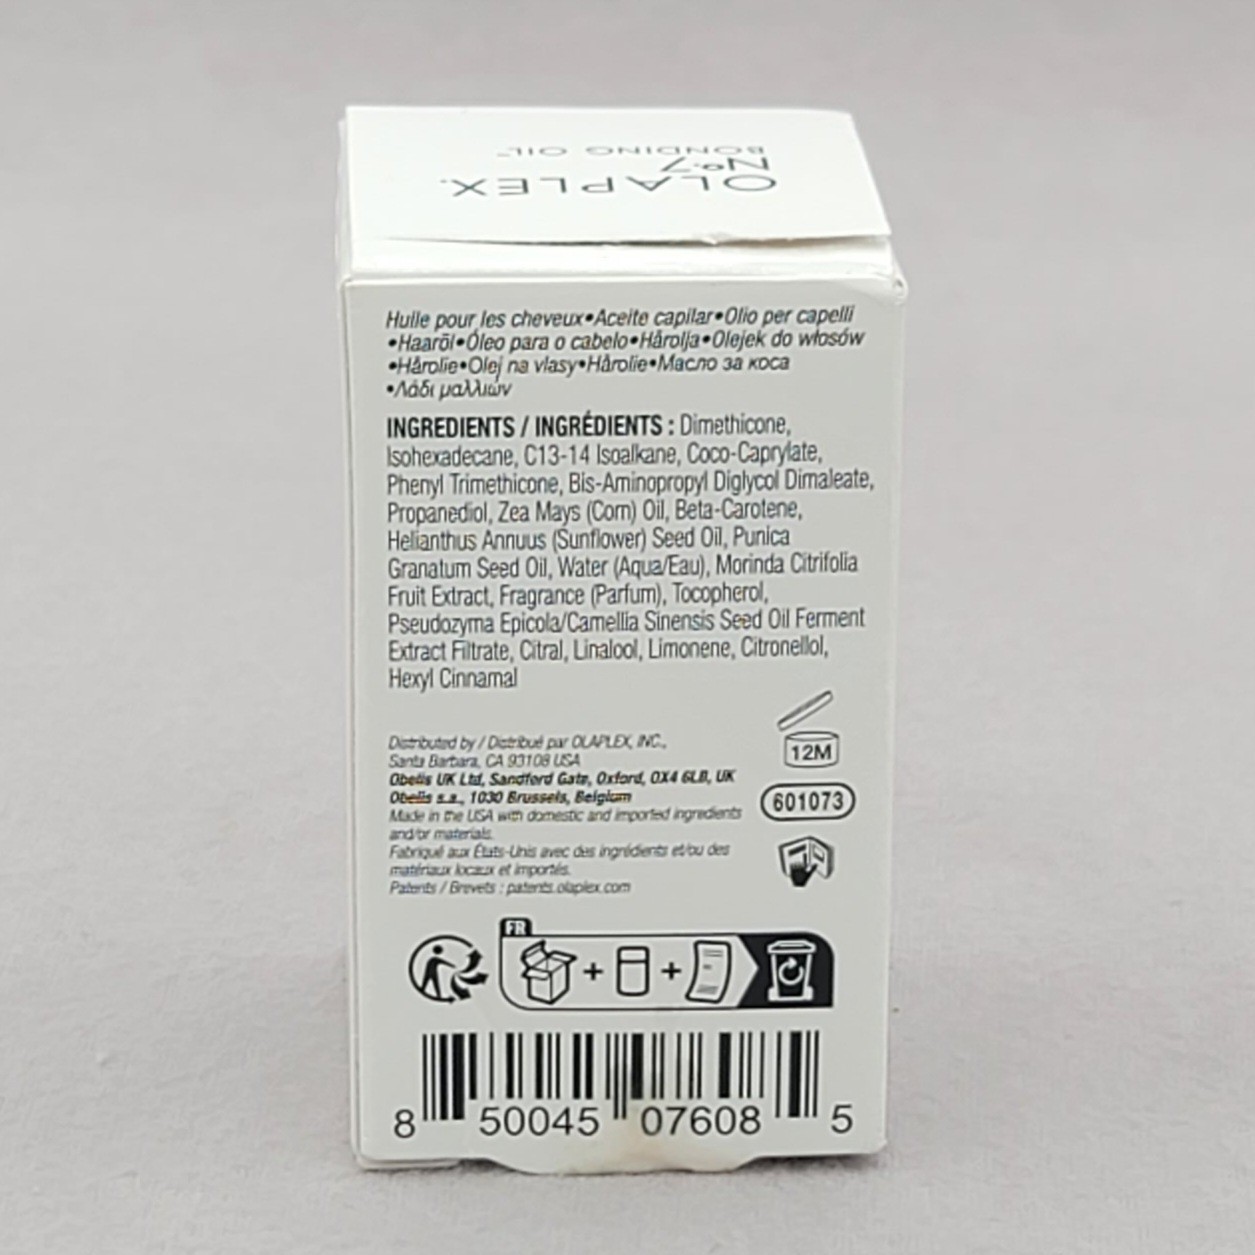 OLAPLEX.
Nº.7
BONDING OIL™
Huile pour les cheveux•Aceite capilar•Olio per capelli
•Haaröl•Óleo para o cabelo•Hårolja•Olejek do włosów
•Hårolie•Olej na vlasy•Hårolie•Масло за коса
•Λάδι μαλλιών
INGREDIENTS / INGRÉDIENTS : Dimethicone,
Isohexadecane, C13-14 Isoalkane, Coco-Caprylate,
Phenyl Trimethicone, Bis-Aminopropyl Diglycol Dimaleate,
Propanediol, Zea Mays (Corn) Oil, Beta-Carotene,
Helianthus Annuus (Sunflower) Seed Oil, Punica
Granatum Seed Oil, Water (Aqua/Eau), Morinda Citrifolia
Fruit Extract, Fragrance (Parfum), Tocopherol,
Pseudozyma Epicola/Camellia Sinensis Seed Oil Ferment
Extract Filtrate, Citral, Linalool, Limonene, Citronellol,
Hexyl Cinnamal
Distributed by / Distribué par OLAPLEX, INC.,
Santa Barbara, CA 93108 USA
Obelis UK Ltd, Sandford Gate, Oxford, OX4 6LB, UK
Obelis s.a., 1030 Brussels, Belgium
Made in the USA with domestic and imported ingredients
and/or materials.
Fabriqué aux États-Unis avec des ingrédients et/ou des
matériaux locaux et importés.
Patents / Brevets : patents.olaplex.com
12M
601073
FR
8 50045 07608 5